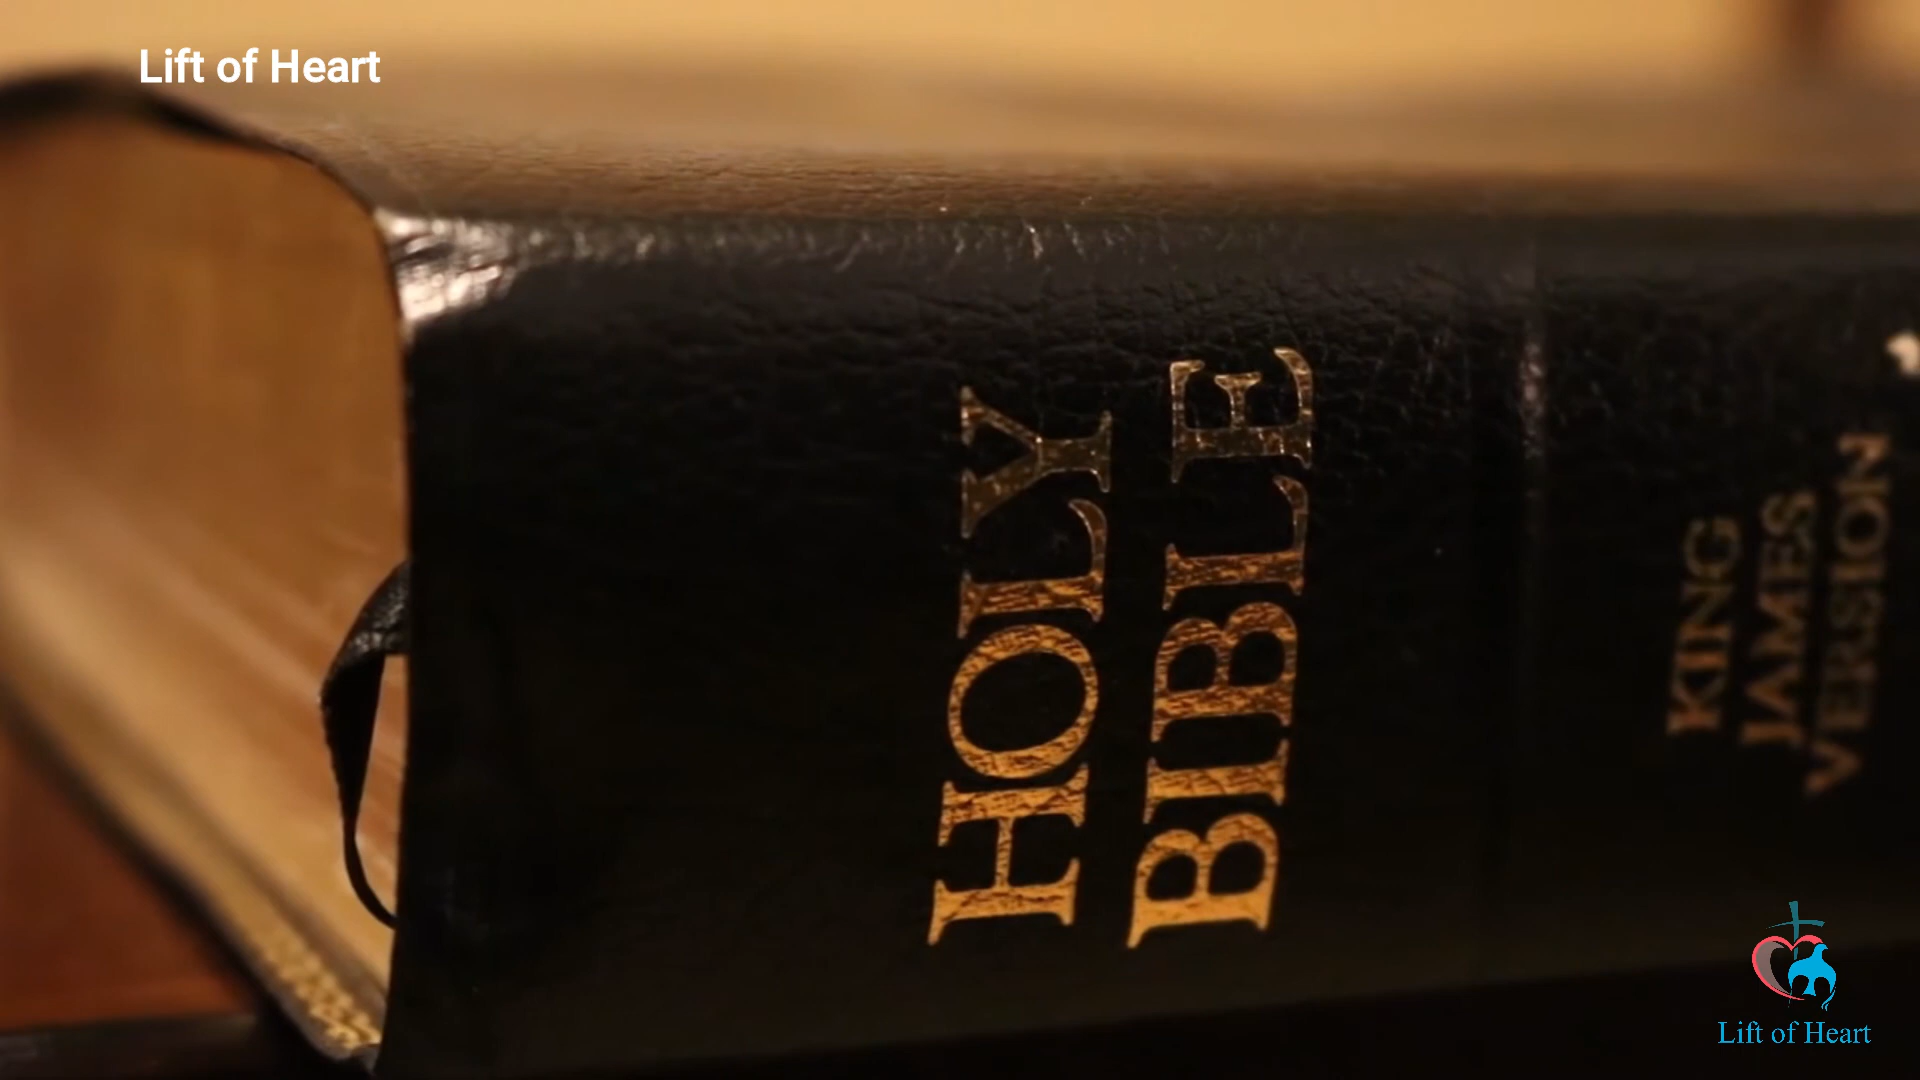 Lift of Heart
HOLY
BIBLE
KING
JAMES
VERSION
Lift of Heart